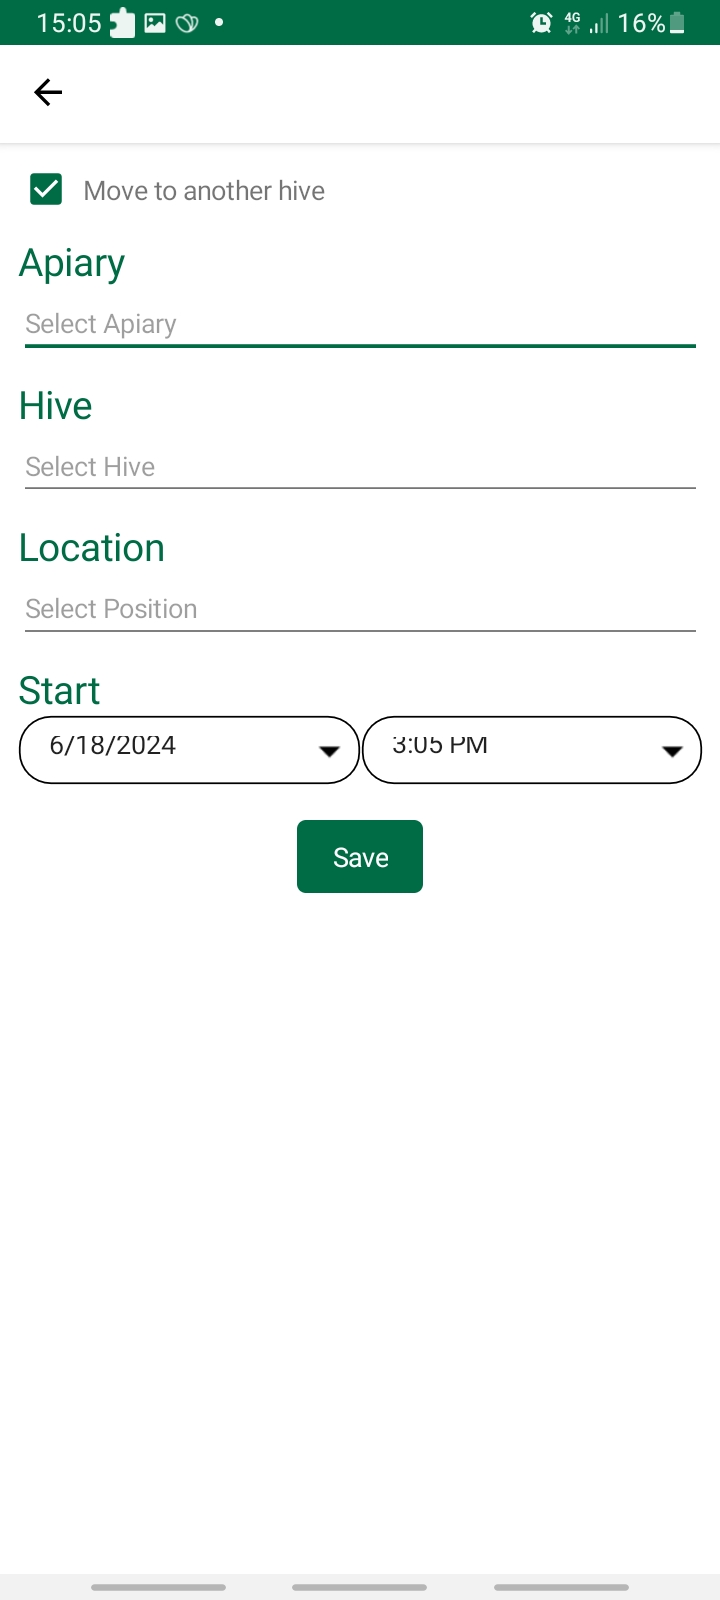 15:05 4G 16%
Move to another hive
Apiary
Select Apiary
Hive
Select Hive
Location
Select Position
Start
6/18/2024 3:05 PM
Save